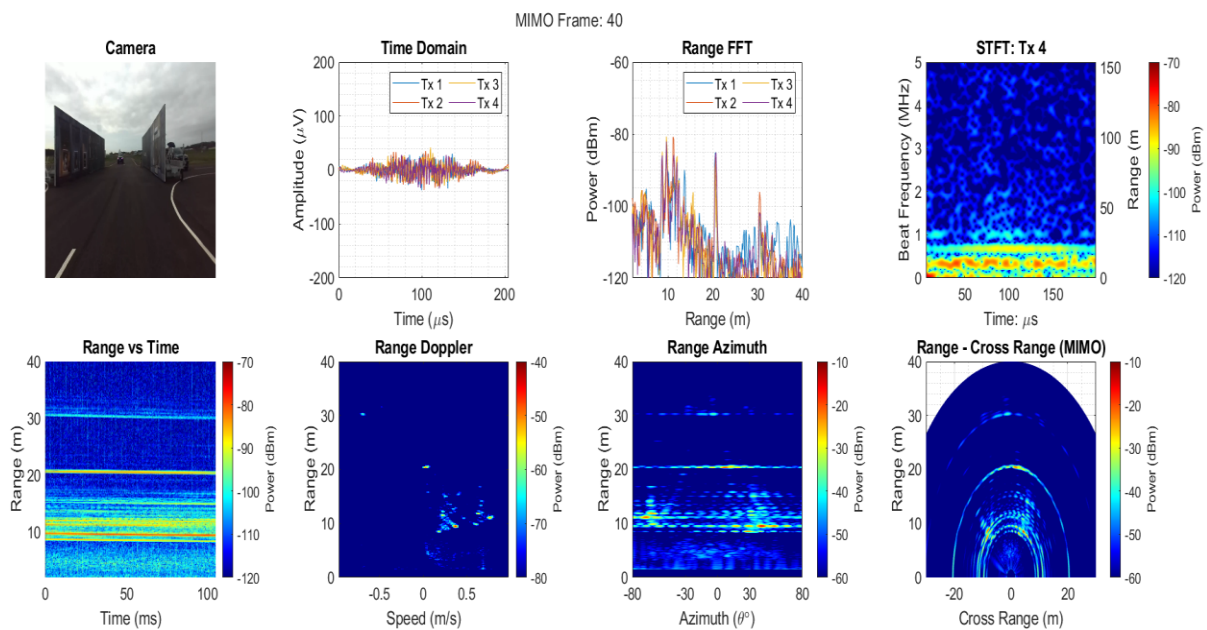 MIMO Frame: 40
Camera
Time Domain
200
100
0
-100
-200
Amplitude (μV)
0 100 200
Time (μs)
Tx 1 Tx 3
Tx 2 Tx 4
Range FFT
-60
-80
-100
-120
Power (dBm)
10 20 30 40
Range (m)
Tx 1 Tx 3
Tx 2 Tx 4
STFT: Tx 4
5
4
3
2
1
0
Beat Frequency (MHz)
50 100 150
Time: μs
150
100
50
0
Range (m)
-70
-80
-90
-100
-110
-120
Power (dBm)
Range vs Time
40
30
20
10
Range (m)
0 50 100
Time (ms)
-70
-80
-90
-100
-110
-120
Power (dBm)
Range Doppler
40
30
20
10
0
Range (m)
-0.5 0 0.5
Speed (m/s)
-40
-50
-60
-70
-80
Power (dBm)
Range Azimuth
40
30
20
10
0
Range (m)
-80 -30 0 30 80
Azimuth (θ°)
-10
-20
-30
-40
-50
-60
Power (dBm)
Range - Cross Range (MIMO)
40
30
20
10
0
Range (m)
-20 0 20
Cross Range (m)
-10
-20
-30
-40
-50
-60
Power (dBm)